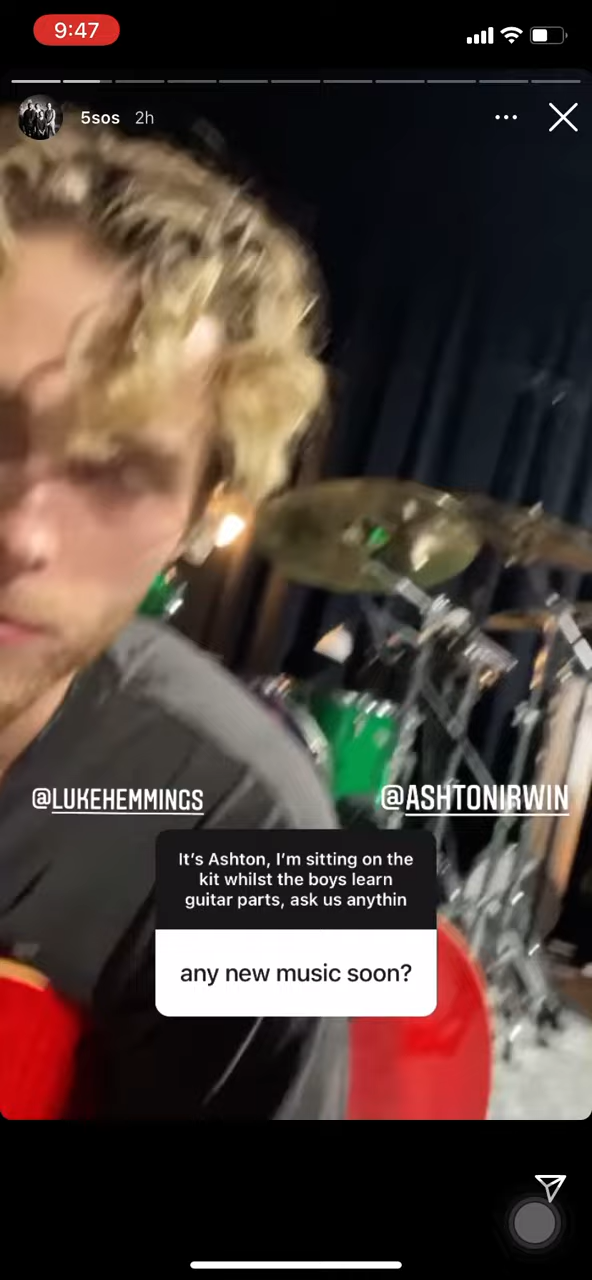 9:47
5sos 2h
@LUKEHEMMINGS
@ASHTONIRWIN
It's Ashton, I'm sitting on the
kit whilst the boys learn
guitar parts, ask us anythin
any new music soon?